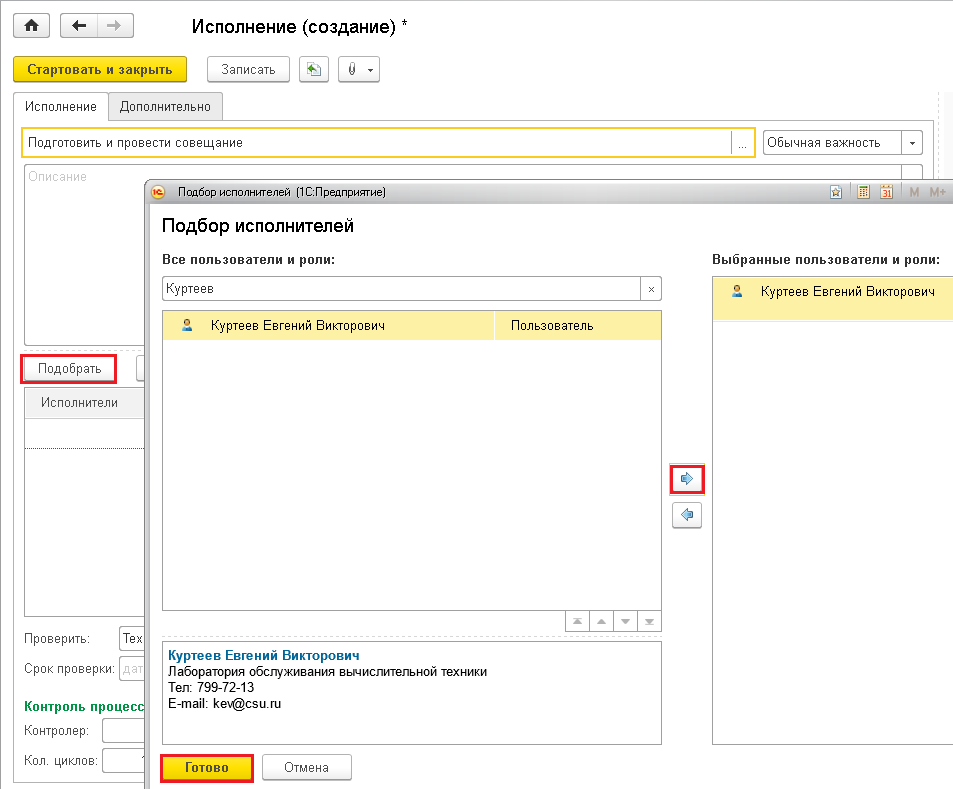 Исполнение (создание) *
Стартовать и закрыть
Записать
Исполнение
Дополнительно
Подготовить и провести совещание
...
Обычная важность
Описание
Подбор исполнителей (1С:Предприятие)
31
M
M+
Подбор исполнителей
Все пользователи и роли:
Выбранные пользователи и роли:
Куртеев
×
Куртеев Евгений Викторович
Пользователь
Куртеев Евгений Викторович
Подобрать
Исполнители
Проверить:
Тех
Срок проверки:
дат
Контроль процесс
Контролер:
Кол. циклов:
Куртеев Евгений Викторович
Лаборатория обслуживания вычислительной техники
Тел: 799-72-13
E-mail: kev@csu.ru
Готово
Отмена